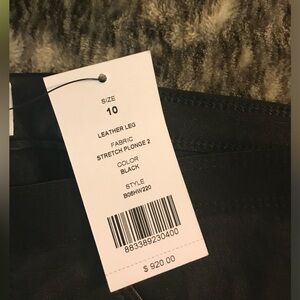 SIZE
10
LEATHER LEG
FABRIC
STRETCH PLONGE 2
COLOR
BLACK
STYLE
B08HW220
883389230400
$ 920.00